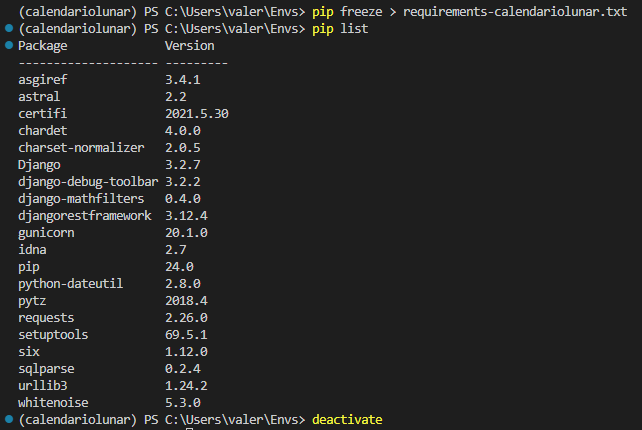 (calendariolunar) PS C:\Users\valer\Envs> pip freeze > requirements-calendariolunar.txt
(calendariolunar) PS C:\Users\valer\Envs> pip list
Package Version
-------------------- ---------
asgiref 3.4.1
astral 2.2
certifi 2021.5.30
chardet 4.0.0
charset-normalizer 2.0.5
Django 3.2.7
django-debug-toolbar 3.2.2
django-mathfilters 0.4.0
djangorestframework 3.12.4
gunicorn 20.1.0
idna 2.7
pip 24.0
python-dateutil 2.8.0
pytz 2018.4
requests 2.26.0
setuptools 69.5.1
six 1.12.0
sqlparse 0.2.4
urllib3 1.24.2
whitenoise 5.3.0
(calendariolunar) PS C:\Users\valer\Envs> deactivate